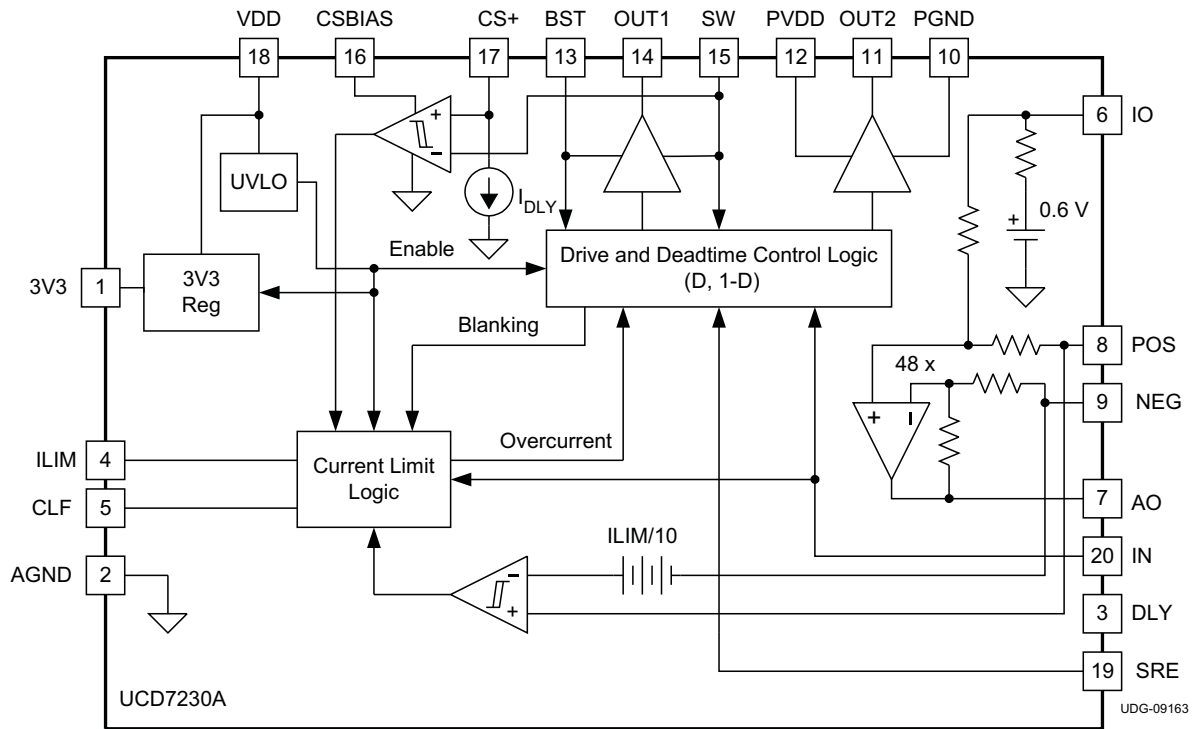 VDD CSBIAS CS+ BST OUT1 SW PVDD OUT2 PGND
18 16 17 13 14 15 12 11 10
6 IO
+
-
UVLO
I_DLY
+ 0.6 V
Enable
Drive and Deadtime Control Logic
(D, 1-D)
3V3 1
3V3
Reg
Blanking
8 POS
48 x
9 NEG
+ -
Overcurrent
ILIM 4
Current Limit
Logic
CLF 5
7 AO
ILIM/10
20 IN
AGND 2
-
+
3 DLY
19 SRE
UCD7230A
UDG-09163